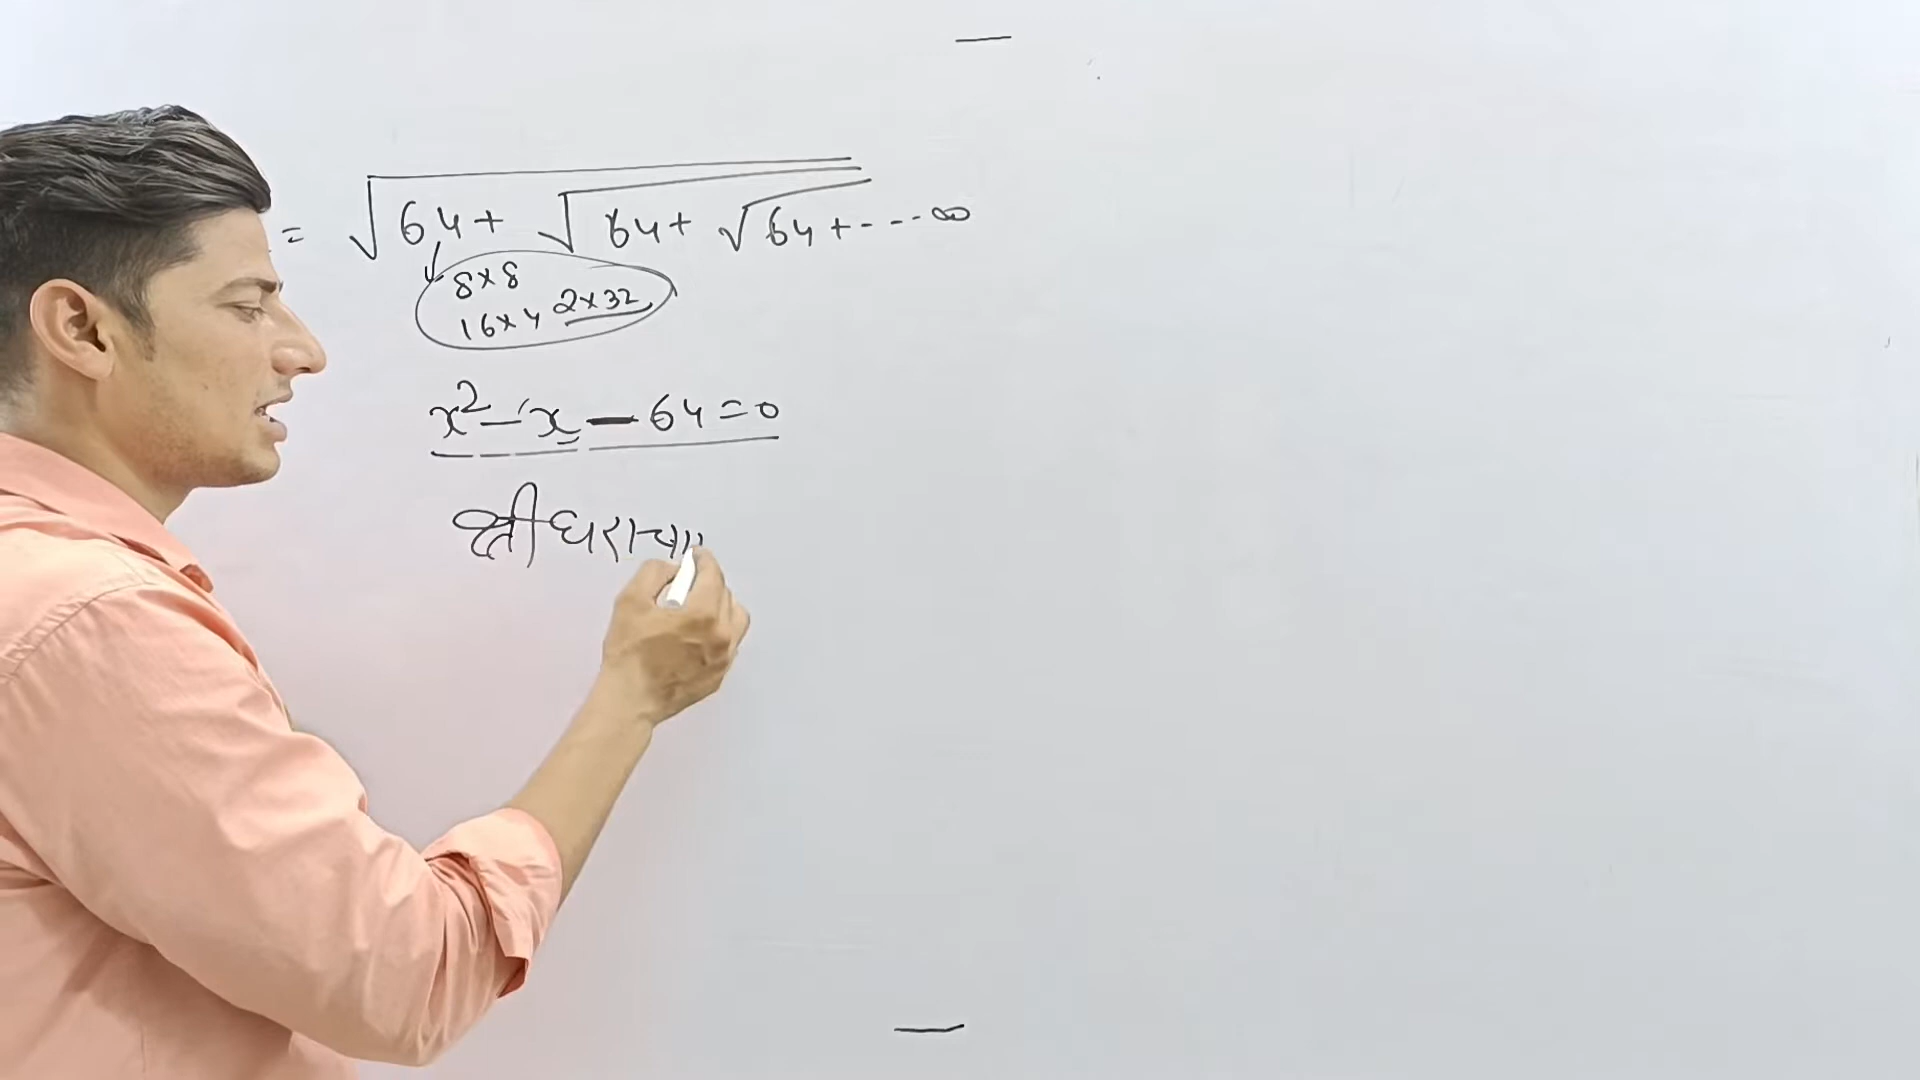 = √64+ √64+ √64+----∞
8×8
16×4 2×32
x²-x-64=0
श्रीधराचा